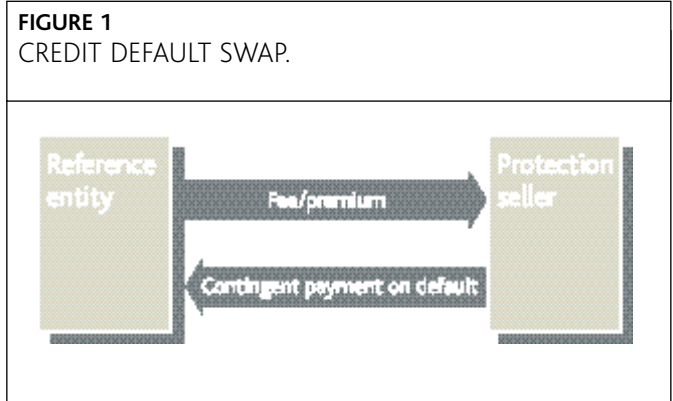 FIGURE 1
CREDIT DEFAULT SWAP.
Reference
entity
Protection
seller
Fee/premium
Contingent payment on default